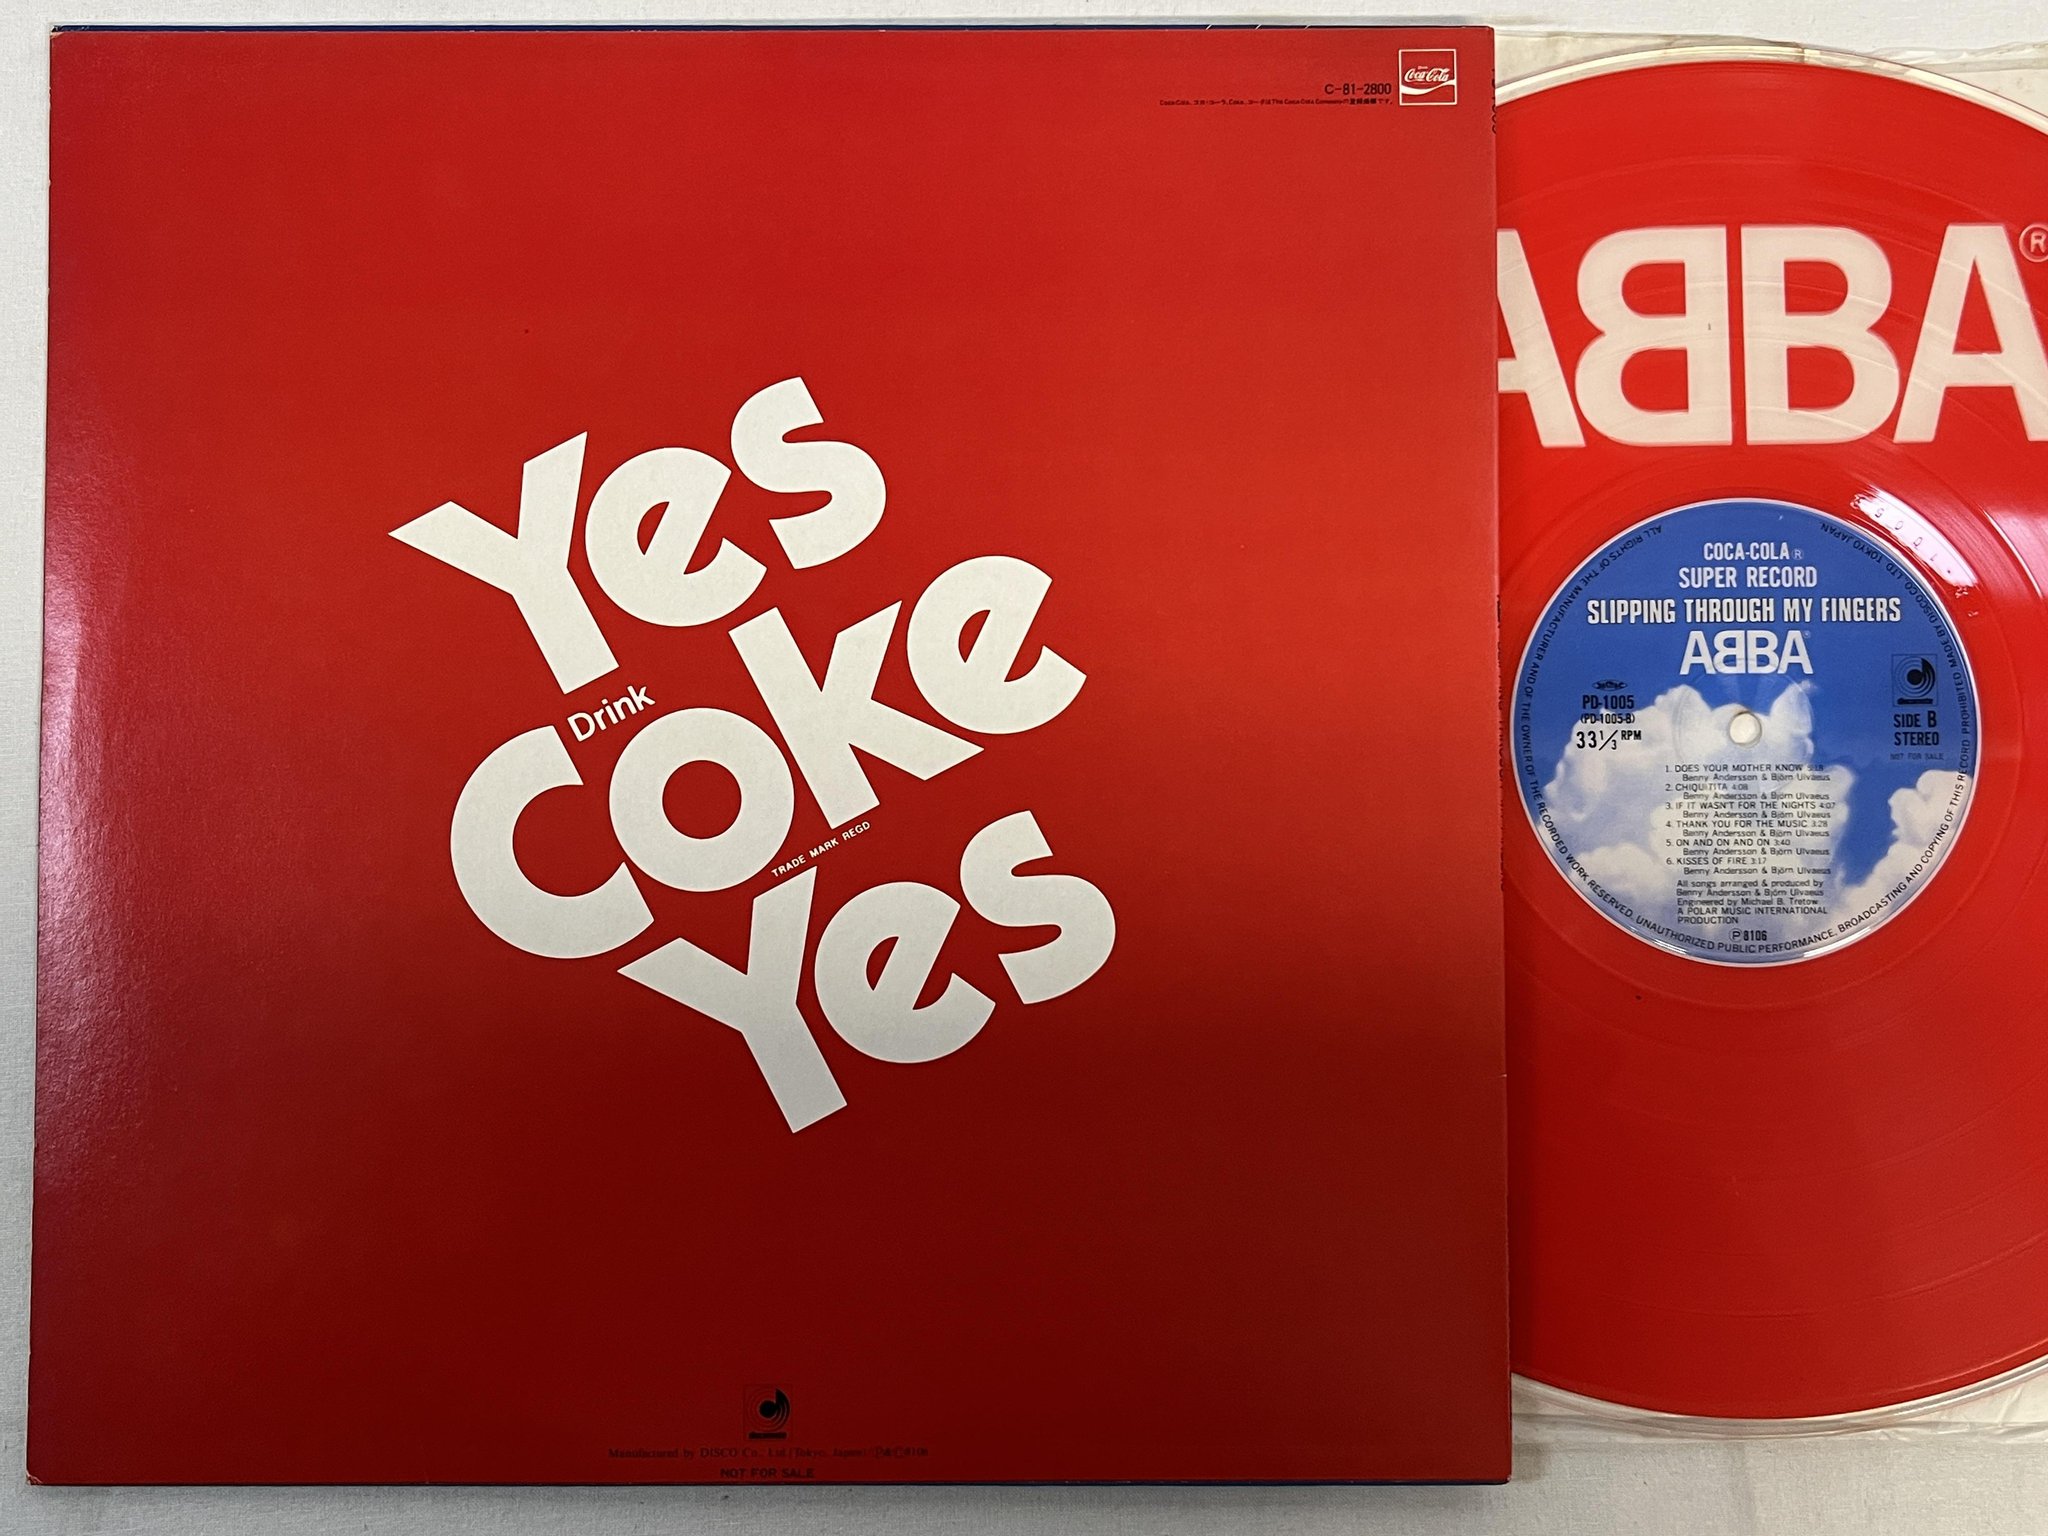 C-81-2800
Coca-Cola
Yes
Drink
Coke
TRADE MARK REGD
Yes
Manufactured by DISCO Co., Ltd.
NOT FOR SALE
ABBA®
COCA-COLA®
SUPER RECORD
SLIPPING THROUGH MY FINGERS
ABBA®
PD-1005
(PD-1005-B)
33 1/3 RPM
SIDE B
STEREO
NOT FOR SALE
1. DOES YOUR MOTHER KNOW
Benny Andersson & Björn Ulvaeus
2. CHIQUITITA 4:08
Benny Andersson & Björn Ulvaeus
3. IF IT WASN'T FOR THE NIGHTS 4:07
Benny Andersson & Björn Ulvaeus
4. THANK YOU FOR THE MUSIC 3:28
Benny Andersson & Björn Ulvaeus
5. ON AND ON AND ON 3:40
Benny Andersson & Björn Ulvaeus
6. KISSES OF FIRE 3:17
Benny Andersson & Björn Ulvaeus
All songs arranged & produced by
Benny Andersson & Björn Ulvaeus
Engineered by Michael B. Tretow
A POLAR MUSIC INTERNATIONAL
PRODUCTION
Ⓟ8106
ALL RIGHTS OF THE MANUFACTURER AND OF THE OWNER OF THE RECORDED WORK RESERVED. UNAUTHORIZED PUBLIC PERFORMANCE, BROADCASTING AND COPYING OF THIS RECORD PROHIBITED MADE BY DISCO CO., LTD. TOKYO JAPAN